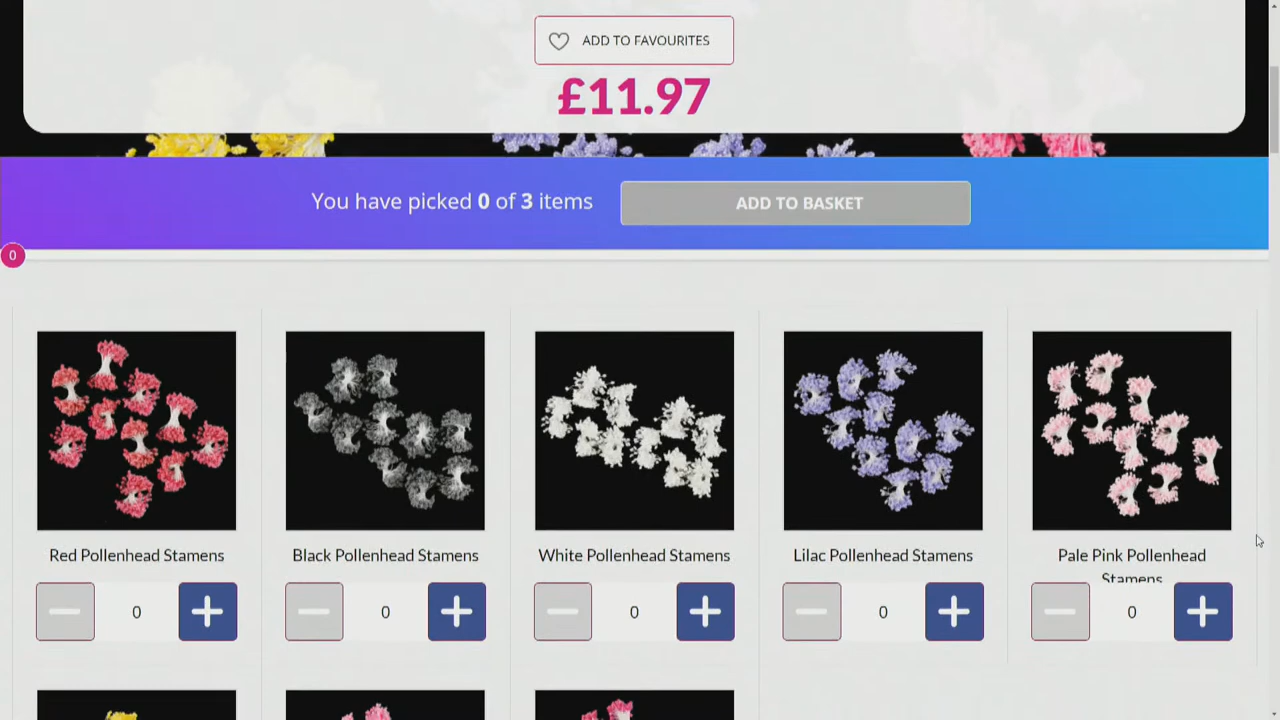 ADD TO FAVOURITES
£11.97
You have picked 0 of 3 items
ADD TO BASKET
0
Red Pollenhead Stamens
Black Pollenhead Stamens
White Pollenhead Stamens
Lilac Pollenhead Stamens
Pale Pink Pollenhead
Stamens
0
0
0
0
0